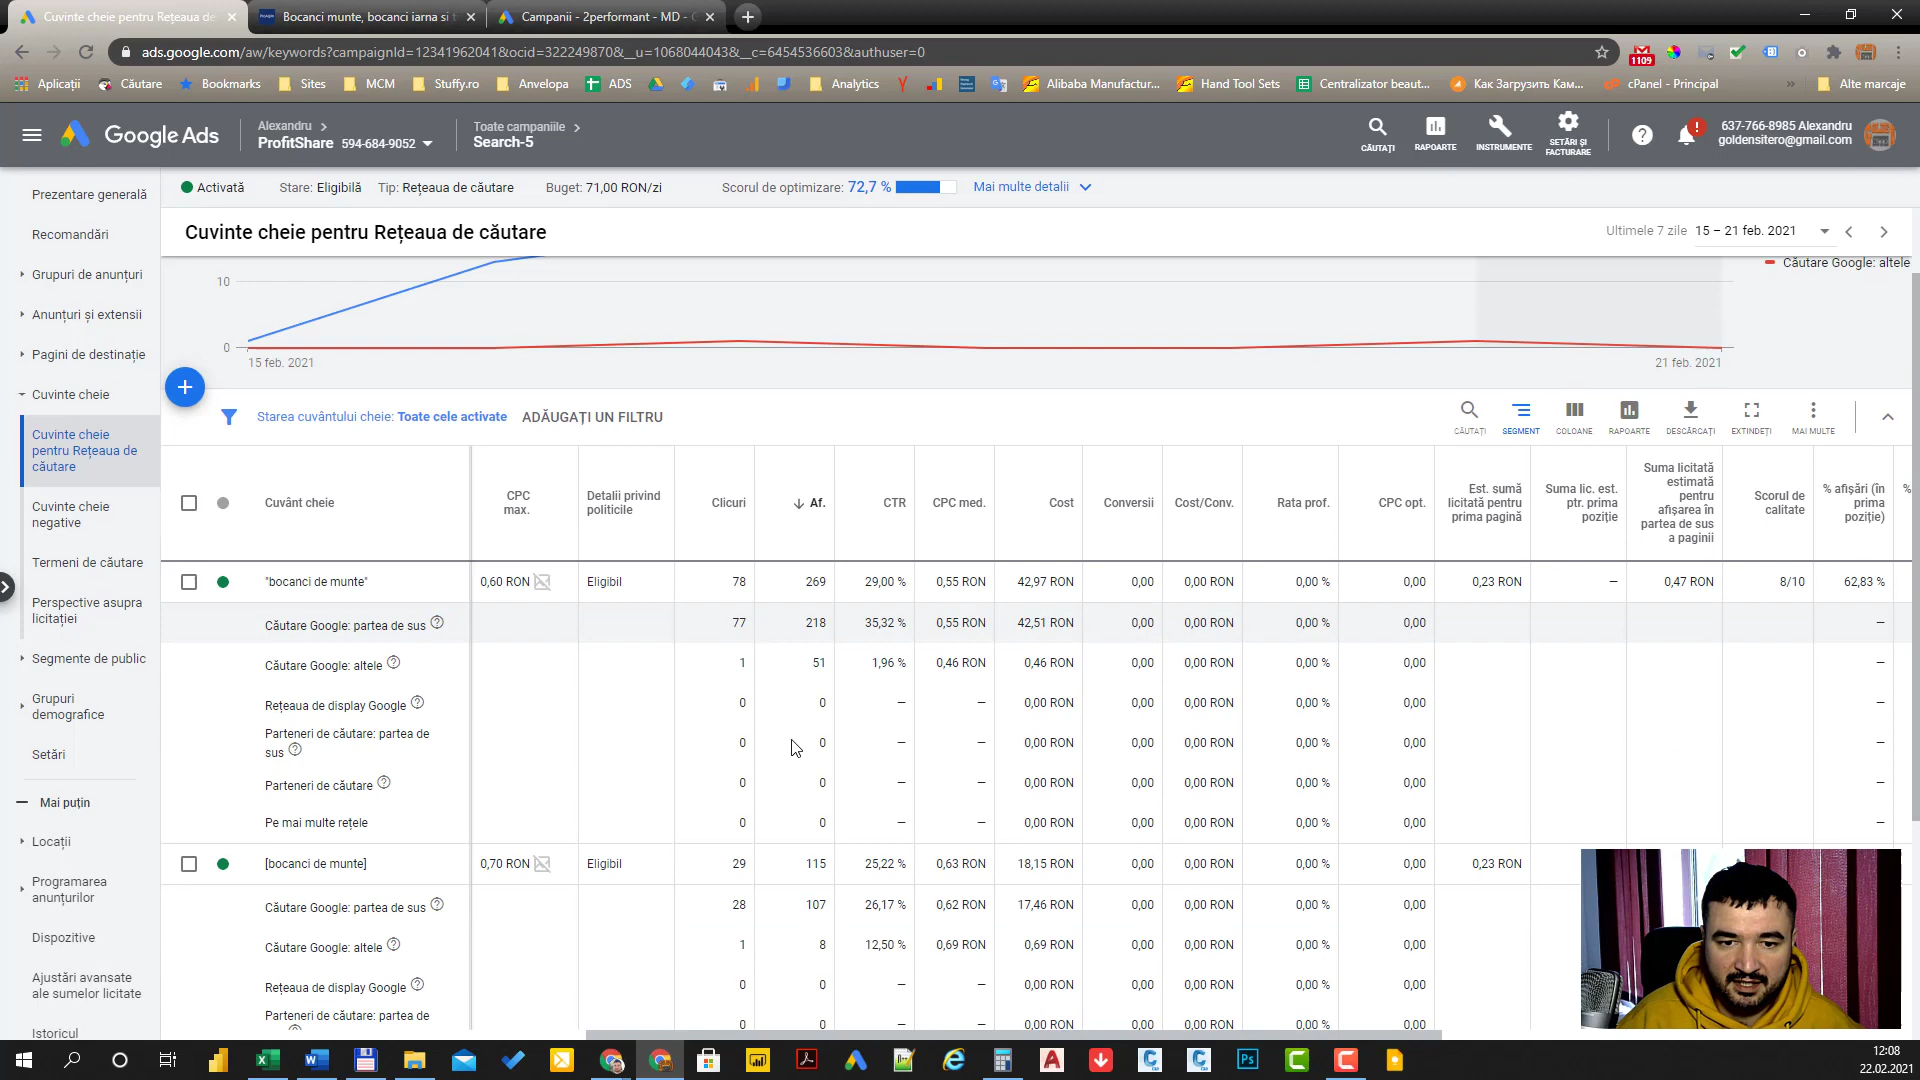 Cuvinte cheie pentru Rețeaua de
Bocanci munte, bocanci iarna si t
Campanii - 2performant - MD - G
ads.google.com/aw/keywords?campaignId=12341962041&ocid=322249870&__u=1068044043&__c=6454536603&authuser=0
1109
Aplicații
Căutare
Bookmarks
Sites
MCM
Stuffy.ro
Anvelopa
ADS
Analytics
Alibaba Manufactur...
Hand Tool Sets
Centralizator beaut...
Как Загрузить Кам...
cPanel - Principal
Alte marcaje
Google Ads
Alexandru
ProfitShare 594-684-9052
Toate campaniile
Search-5
CĂUTAȚI
RAPOARTE
INSTRUMENTE
SETĂRI ȘI
FACTURARE
637-766-8985 Alexandru
goldensitero@gmail.com
Activată
Stare: Eligibilă
Tip: Rețeaua de căutare
Buget: 71,00 RON/zi
Scorul de optimizare: 72,7 %
Mai multe detalii
Prezentare generală
Recomandări
Grupuri de anunțuri
Anunțuri și extensii
Pagini de destinație
Cuvinte cheie
Cuvinte cheie
pentru Rețeaua de
căutare
Cuvinte cheie
negative
Termeni de căutare
Perspective asupra
licitației
Segmente de public
Grupuri
demografice
Setări
Mai puțin
Locații
Programarea
anunțurilor
Dispozitive
Ajustări avansate
ale sumelor licitate
Istoricul
Cuvinte cheie pentru Rețeaua de căutare
Ultimele 7 zile 15 – 21 feb. 2021
Căutare Google: altele
10
0
15 feb. 2021
21 feb. 2021
Starea cuvântului cheie: Toate cele activate
ADĂUGAȚI UN FILTRU
CĂUTAȚI
SEGMENT
COLOANE
RAPOARTE
DESCĂRCAȚI
EXTINDEȚI
MAI MULTE
Cuvânt cheie
CPC
max.
Detalii privind
politicile
Clicuri
Af.
CTR
CPC med.
Cost
Conversii
Cost/Conv.
Rata prof.
CPC opt.
Est. sumă
licitată pentru
prima pagină
Suma lic. est.
ptr. prima
poziție
Suma licitată
estimată
pentru
afișarea în
partea de sus
a paginii
Scorul de
calitate
% afișări (în
prima
poziție)
%
"bocanci de munte" 0,60 RON Eligibil 78 269 29,00 % 0,55 RON 42,97 RON 0,00 0,00 RON 0,00 % 0,00 0,23 RON — 0,47 RON 8/10 62,83 %
Căutare Google: partea de sus 77 218 35,32 % 0,55 RON 42,51 RON 0,00 0,00 RON 0,00 % 0,00 —
Căutare Google: altele 1 51 1,96 % 0,46 RON 0,46 RON 0,00 0,00 RON 0,00 % 0,00 —
Rețeaua de display Google 0 0 — — 0,00 RON 0,00 0,00 RON 0,00 % 0,00 —
Parteneri de căutare: partea de
sus 0 0 — — 0,00 RON 0,00 0,00 RON 0,00 % 0,00 —
Parteneri de căutare 0 0 — — 0,00 RON 0,00 0,00 RON 0,00 % 0,00 —
Pe mai multe rețele 0 0 — — 0,00 RON 0,00 0,00 RON 0,00 % 0,00 —
[bocanci de munte] 0,70 RON Eligibil 29 115 25,22 % 0,63 RON 18,15 RON 0,00 0,00 RON 0,00 % 0,00 0,23 RON
Căutare Google: partea de sus 28 107 26,17 % 0,62 RON 17,46 RON 0,00 0,00 RON 0,00 % 0,00
Căutare Google: altele 1 8 12,50 % 0,69 RON 0,69 RON 0,00 0,00 RON 0,00 % 0,00
Rețeaua de display Google 0 0 — — 0,00 RON 0,00 0,00 RON 0,00 % 0,00
Parteneri de căutare: partea de 0 0 — — 0,00 RON 0,00 0,00 RON 0,00 % 0,00
12:08
22.02.2021